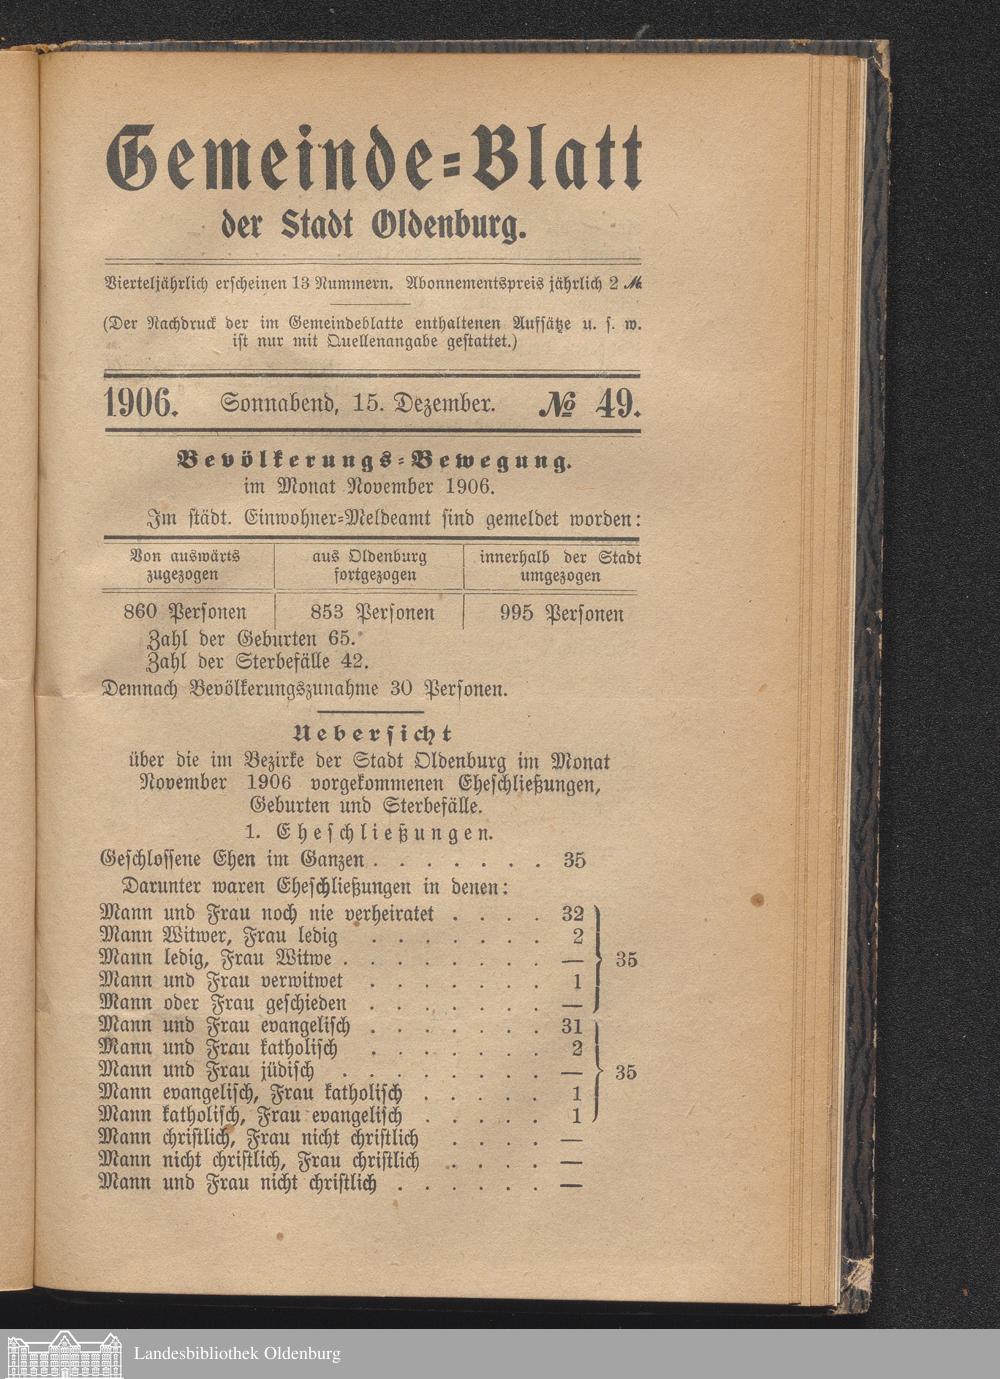 Gemeinde=Blatt
der Stadt Oldenburg.
Vierteljährlich erscheinen 13 Nummern. Abonnementspreis jährlich 2 ℳ
(Der Nachdruck der im Gemeindeblatte enthaltenen Aufsätze u. s. w.
ist nur mit Quellenangabe gestattet.)
1906. Sonnabend, 15. Dezember. № 49.
Bevölkerungs=Bewegung.
im Monat November 1906.
Im städt. Einwohner=Meldeamt sind gemeldet worden:
Von auswärts aus Oldenburg innerhalb der Stadt
zugezogen fortgezogen umgezogen
860 Personen 853 Personen 995 Personen
Zahl der Geburten 65.
Zahl der Sterbefälle 42.
Demnach Bevölkerungszunahme 30 Personen.
Uebersicht
über die im Bezirke der Stadt Oldenburg im Monat
November 1906 vorgekommenen Eheschließungen,
Geburten und Sterbefälle.
1. Eheschließungen.
Geschlossene Ehen im Ganzen . . . . . . . 35
Darunter waren Eheschließungen in denen:
Mann und Frau noch nie verheiratet . . . . 32
Mann Witwer, Frau ledig . . . . . . . 2
Mann ledig, Frau Witwe . . . . . . . . — 35
Mann und Frau verwitwet . . . . . . . 1
Mann oder Frau geschieden . . . . . . . —
Mann und Frau evangelisch . . . . . . . 31
Mann und Frau katholisch . . . . . . . 2
Mann und Frau jüdisch . . . . . . . . — 35
Mann evangelisch, Frau katholisch . . . . . 1
Mann katholisch, Frau evangelisch . . . . . 1
Mann christlich, Frau nicht christlich . . . . —
Mann nicht christlich, Frau christlich . . . . —
Mann und Frau nicht christlich . . . . . . —
Landesbibliothek Oldenburg